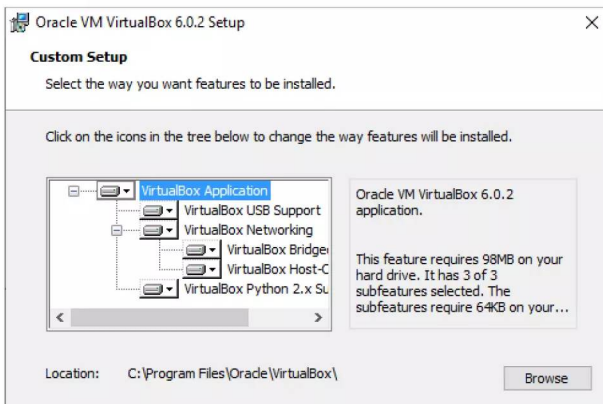 Oracle VM VirtualBox 6.0.2 Setup
Custom Setup
Select the way you want features to be installed.
Click on the icons in the tree below to change the way features will be installed.
VirtualBox Application
VirtualBox USB Support
VirtualBox Networking
VirtualBox Bridge
VirtualBox Host-C
VirtualBox Python 2.x Su
Oracle VM VirtualBox 6.0.2
application.
This feature requires 98MB on your
hard drive. It has 3 of 3
subfeatures selected. The
subfeatures require 64KB on your...
Location: C:\Program Files\Oracle\VirtualBox\
Browse